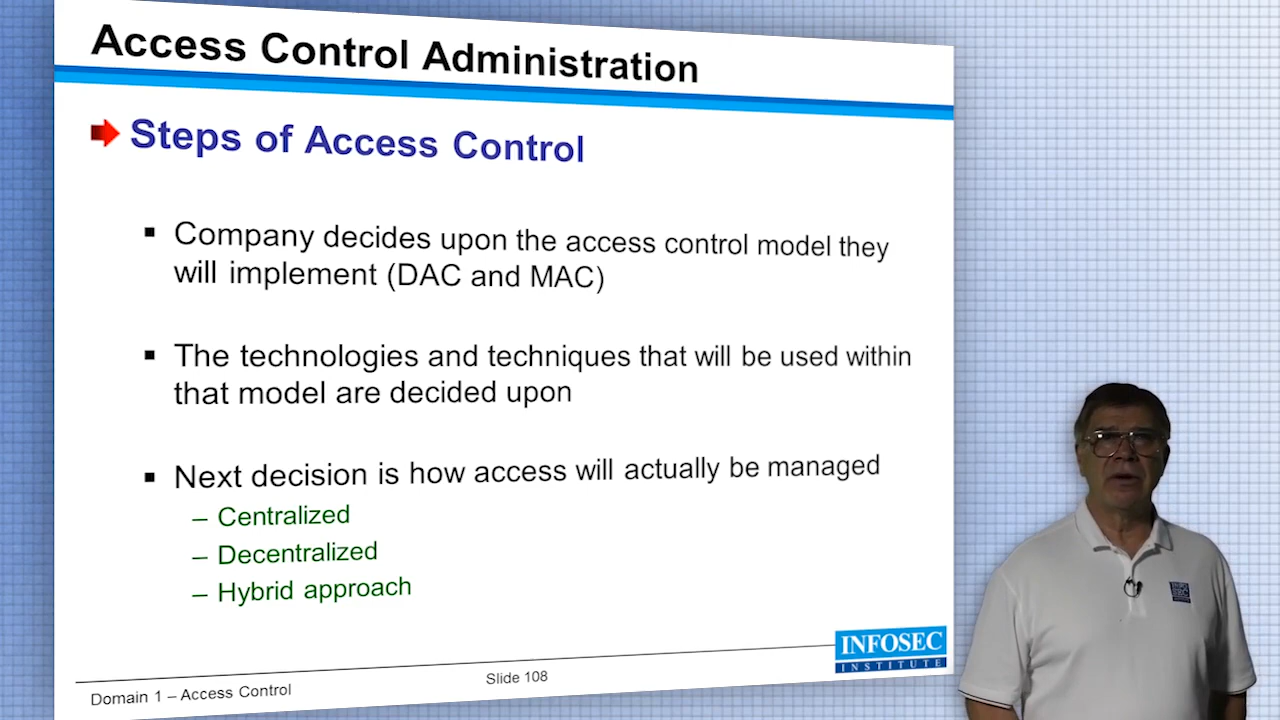 Access Control Administration
Steps of Access Control
▪ Company decides upon the access control model they
will implement (DAC and MAC)
▪ The technologies and techniques that will be used within
that model are decided upon
▪ Next decision is how access will actually be managed
– Centralized
– Decentralized
– Hybrid approach
INFOSEC
INSTITUTE
Domain 1 – Access Control
Slide 108
INFO
SEC